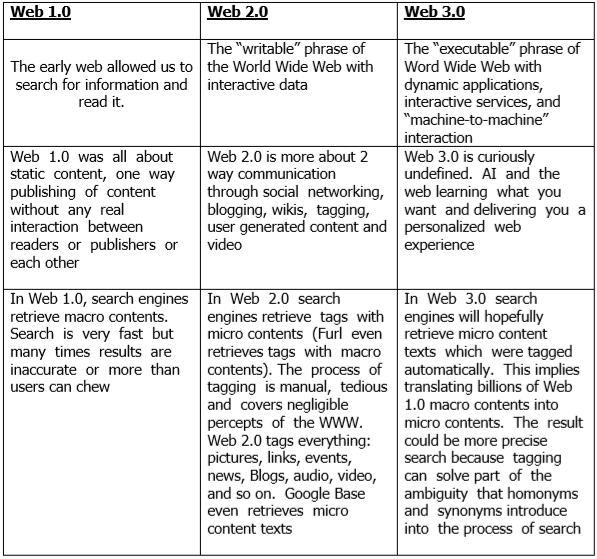 Web 1.0
Web 2.0
Web 3.0
The early web allowed us to
search for information and
read it.
The “writable” phrase of
the World Wide Web with
interactive data
The “executable” phrase of
Word Wide Web with
dynamic applications,
interactive services, and
“machine-to-machine”
interaction
Web 1.0 was all about
static content, one way
publishing of content
without any real
interaction between
readers or publishers or
each other
Web 2.0 is more about 2
way communication
through social networking,
blogging, wikis, tagging,
user generated content and
video
Web 3.0 is curiously
undefined. AI and the
web learning what you
want and delivering you a
personalized web
experience
In Web 1.0, search engines
retrieve macro contents.
Search is very fast but
many times results are
inaccurate or more than
users can chew
In Web 2.0 search
engines retrieve tags with
micro contents (Furl even
retrieves tags with macro
contents). The process of
tagging is manual, tedious
and covers negligible
percepts of the WWW.
Web 2.0 tags everything:
pictures, links, events,
news, Blogs, audio, video,
and so on. Google Base
even retrieves micro
content texts
In Web 3.0 search
engines will hopefully
retrieve micro content
texts which were tagged
automatically. This implies
translating billions of Web
1.0 macro contents into
micro contents. The result
could be more precise
search because tagging
can solve part of the
ambiguity that homonyms
and synonyms introduce
into the process of search